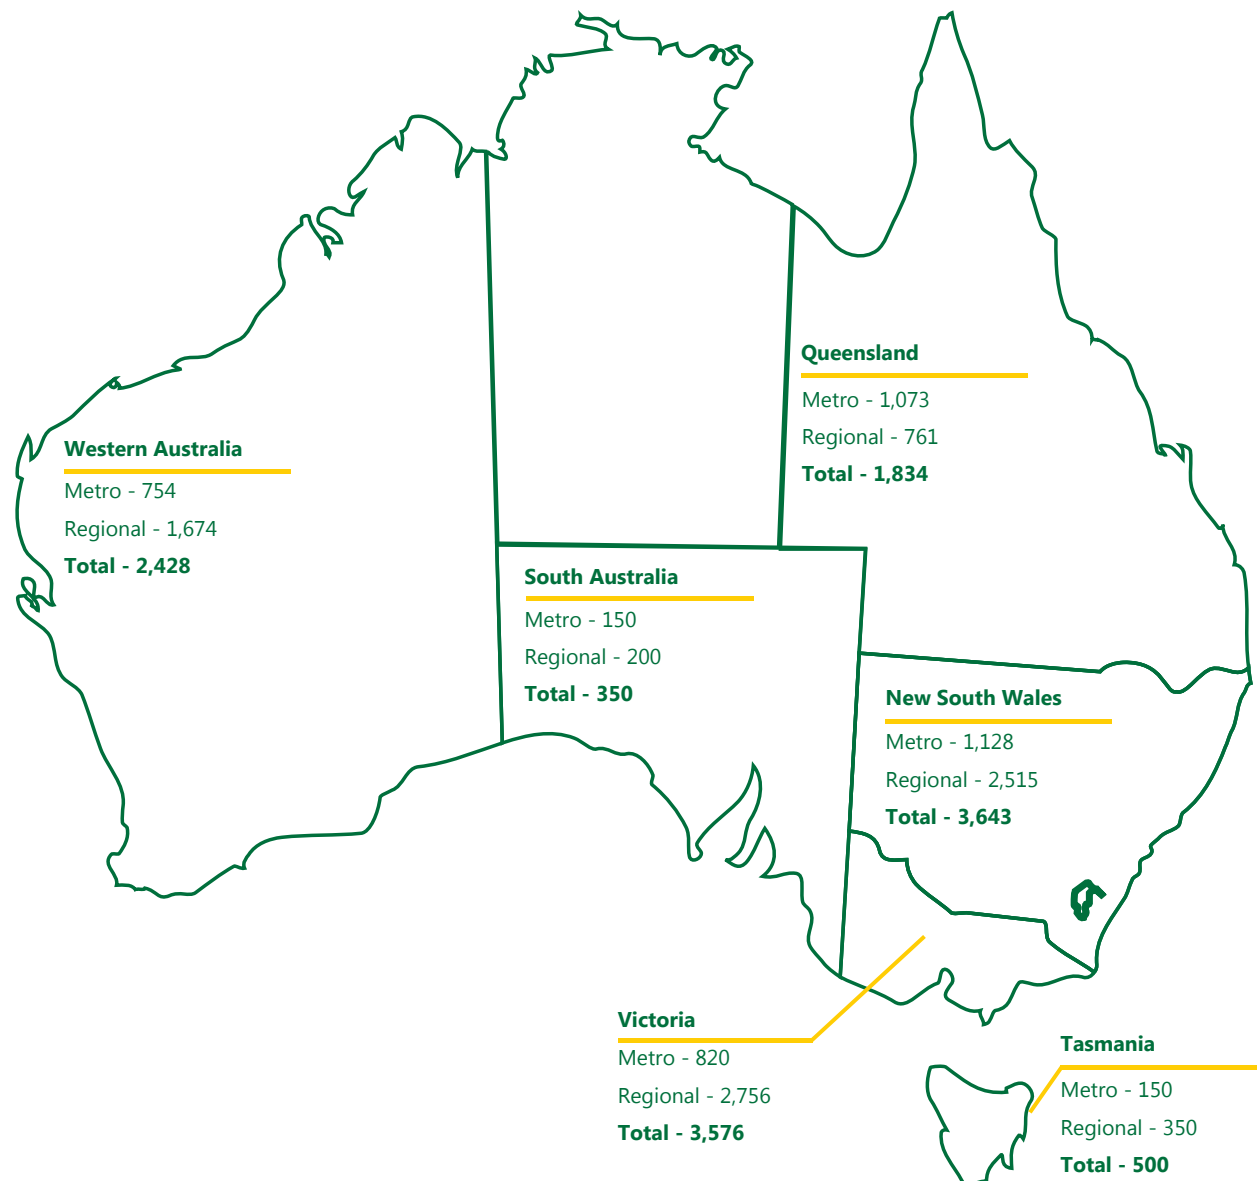 Queensland
Metro - 1,073
Regional - 761
Total - 1,834
Western Australia
Metro - 754
Regional - 1,674
Total - 2,428
South Australia
Metro - 150
Regional - 200
Total - 350
New South Wales
Metro - 1,128
Regional - 2,515
Total - 3,643
Victoria
Metro - 820
Regional - 2,756
Total - 3,576
Tasmania
Metro - 150
Regional - 350
Total - 500